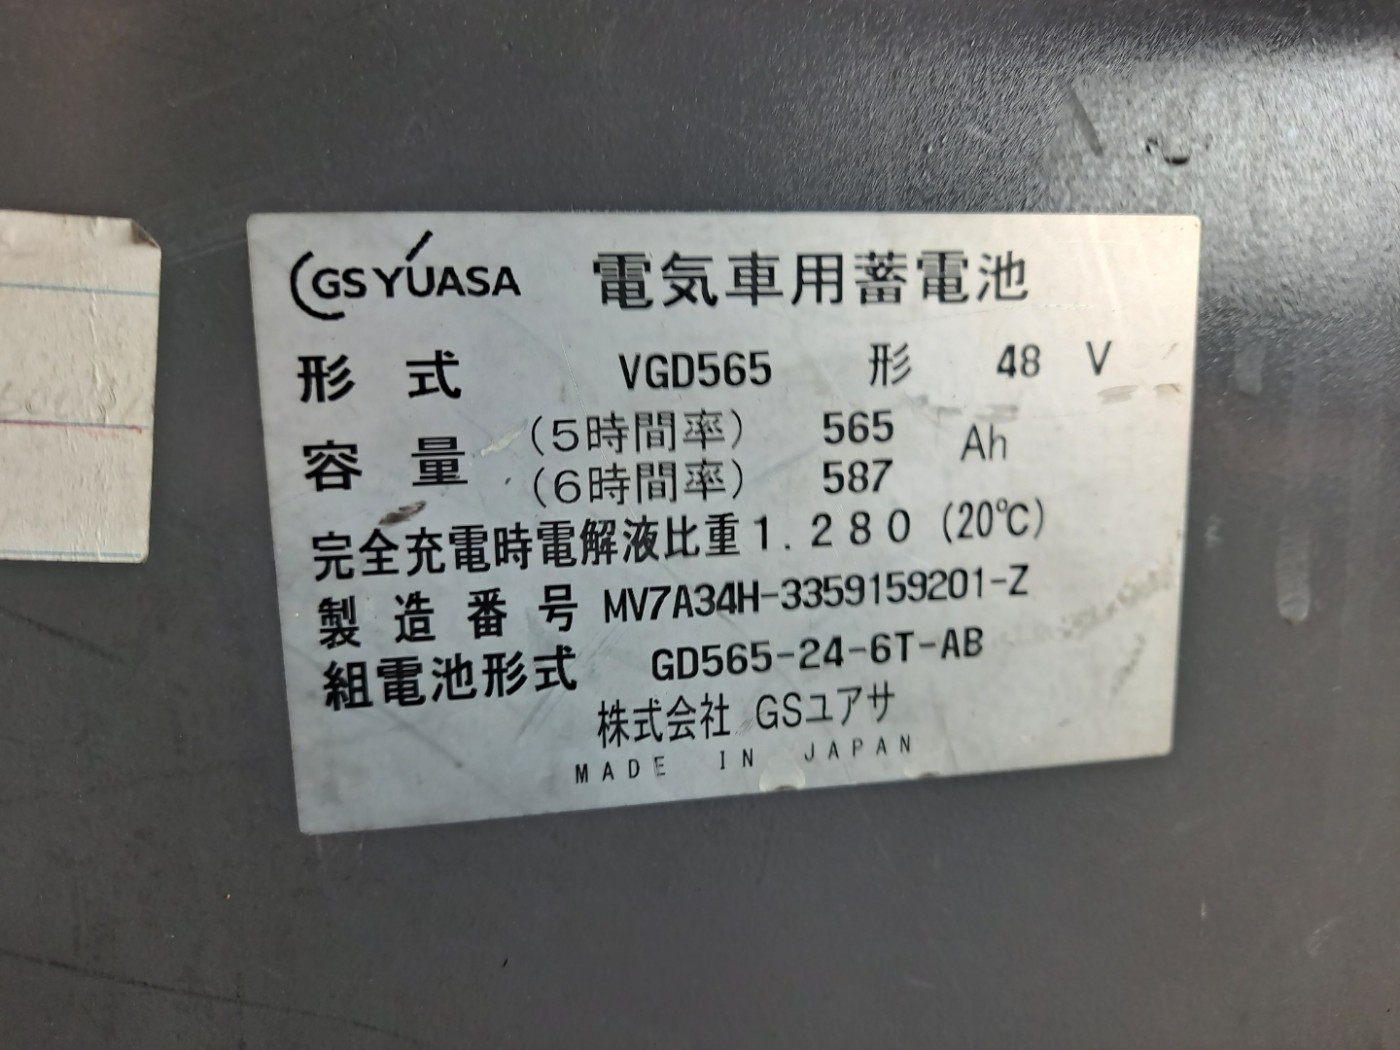 GS YUASA 電気車用蓄電池
形式 VGD565 形 48 V
容量 (5時間率) 565 Ah
(6時間率) 587
完全充電時電解液比重1.280 (20℃)
製造番号 MV7A34H-3359159201-Z
組電池形式 GD565-24-6T-AB
株式会社 GSユアサ
MADE IN JAPAN